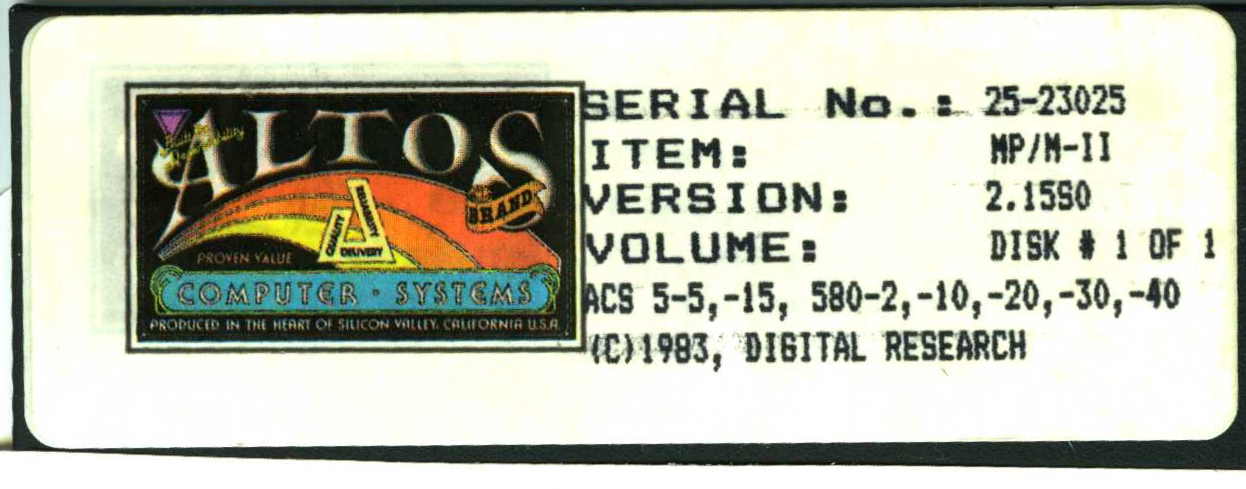 ALTOS
BRAND
QUALITY
RELIABILITY
DELIVERY
PROVEN VALUE
COMPUTER · SYSTEMS
PRODUCED IN THE HEART OF SILICON VALLEY, CALIFORNIA U.S.A.
SERIAL No.: 25-23025
ITEM: MP/M-II
VERSION: 2.15S0
VOLUME: DISK # 1 OF 1
ACS 5-5,-15, 580-2,-10,-20,-30,-40
(C)1983, DIGITAL RESEARCH